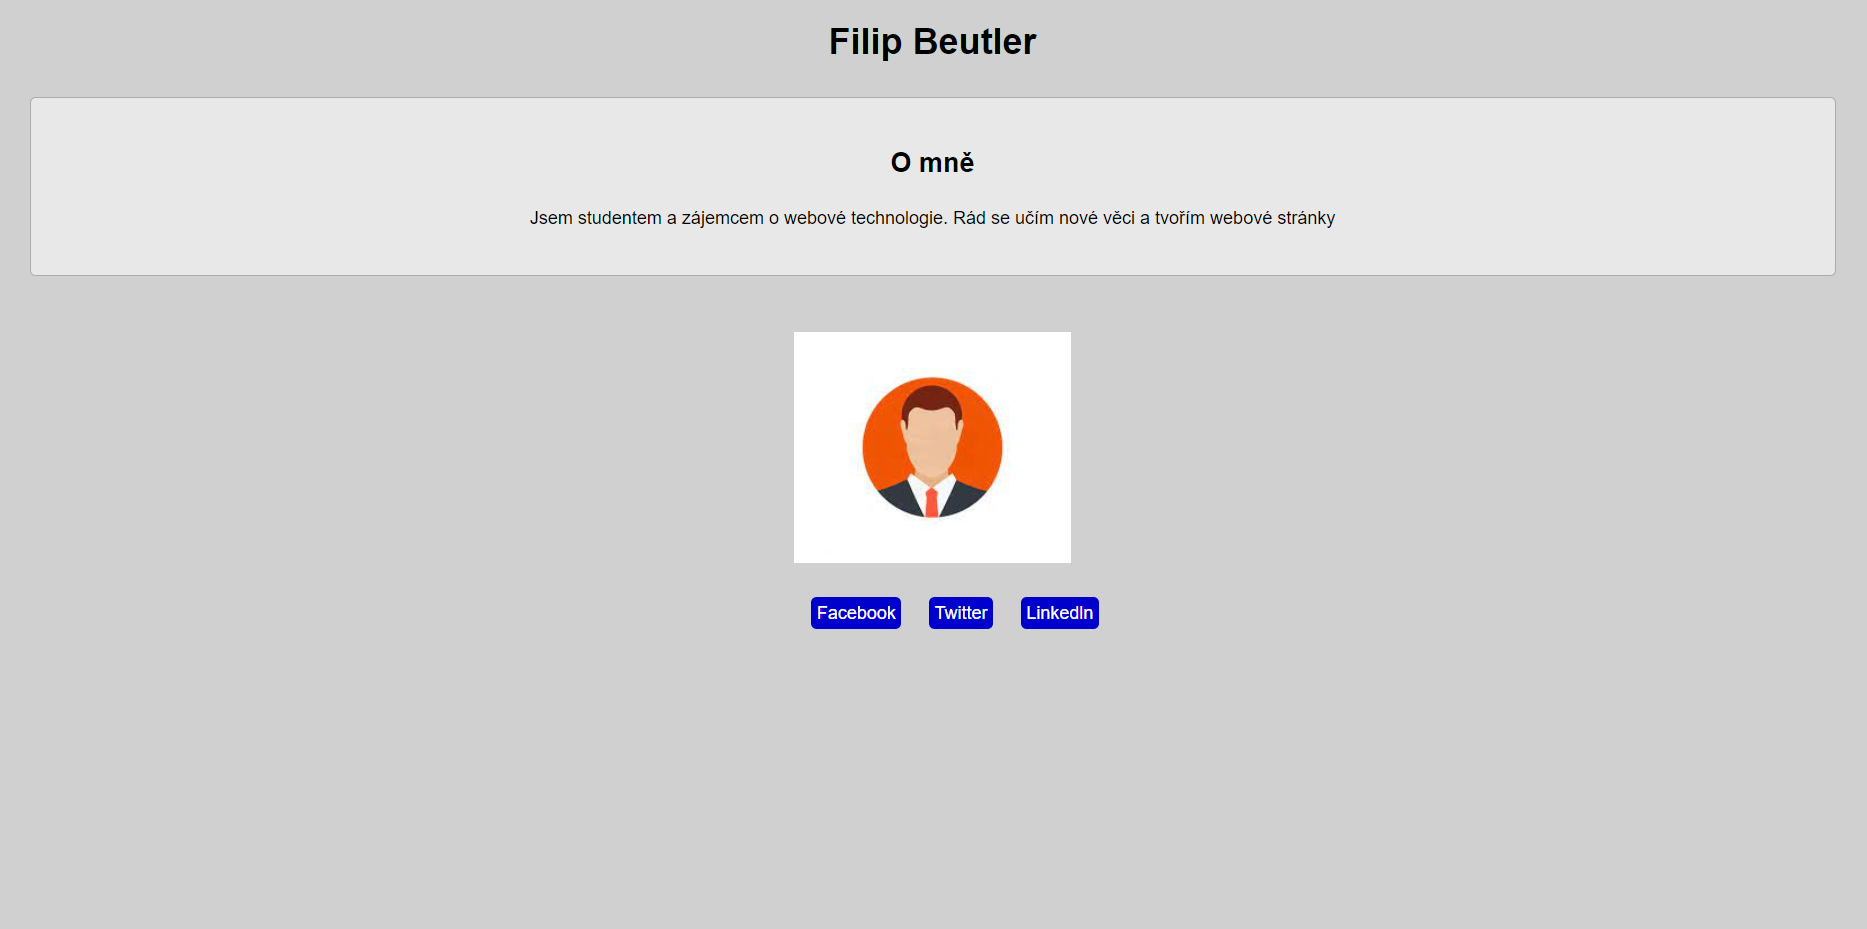 Filip Beutler
O mně
Jsem studentem a zájemcem o webové technologie. Rád se učím nové věci a tvořím webové stránky
Facebook Twitter LinkedIn